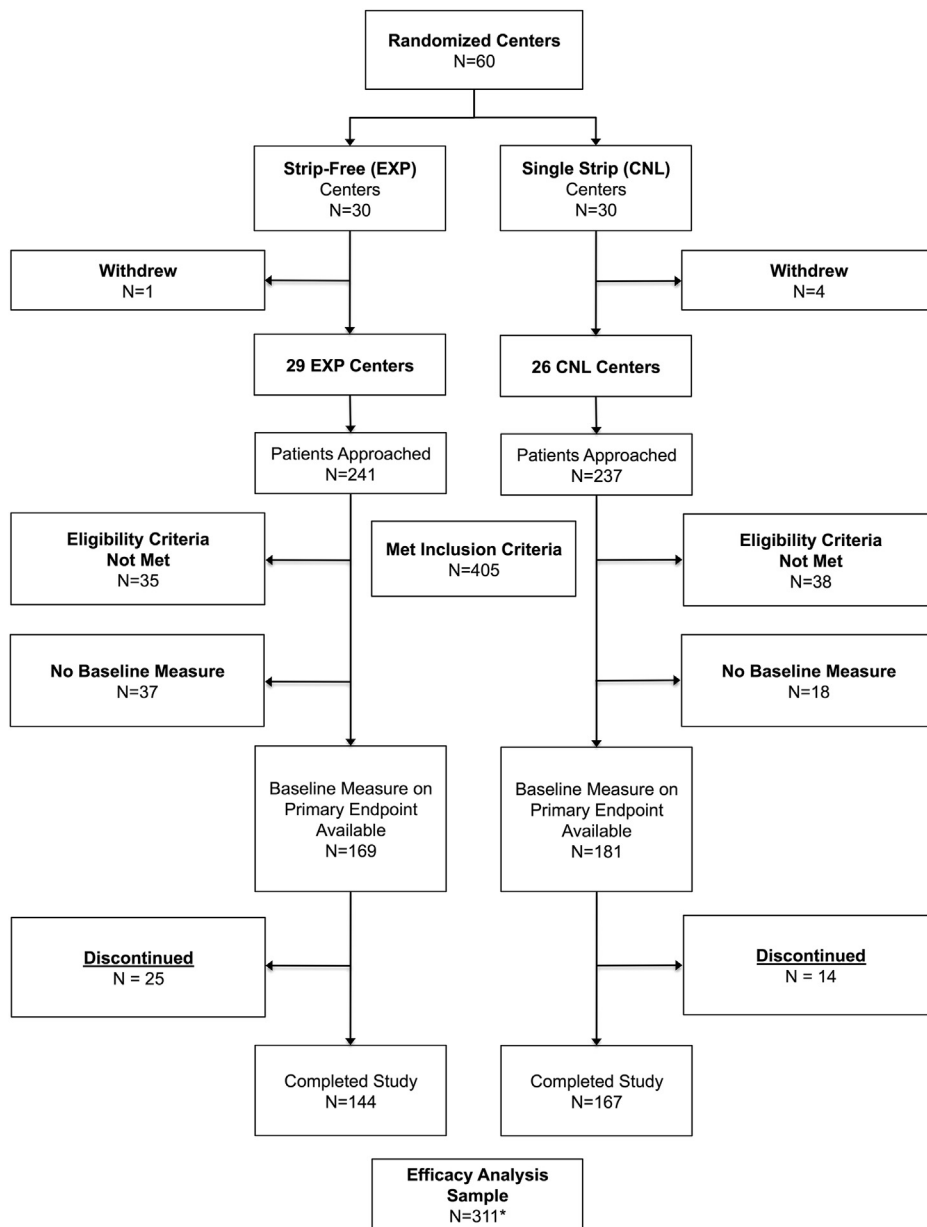 Randomized Centers
N=60
Strip-Free (EXP)
Centers
N=30
Single Strip (CNL)
Centers
N=30
Withdrew
N=1
Withdrew
N=4
29 EXP Centers
26 CNL Centers
Patients Approached
N=241
Patients Approached
N=237
Eligibility Criteria
Not Met
N=35
Met Inclusion Criteria
N=405
Eligibility Criteria
Not Met
N=38
No Baseline Measure
N=37
No Baseline Measure
N=18
Baseline Measure on
Primary Endpoint
Available
N=169
Baseline Measure on
Primary Endpoint
Available
N=181
Discontinued
N = 25
Discontinued
N = 14
Completed Study
N=144
Completed Study
N=167
Efficacy Analysis
Sample
N=311*